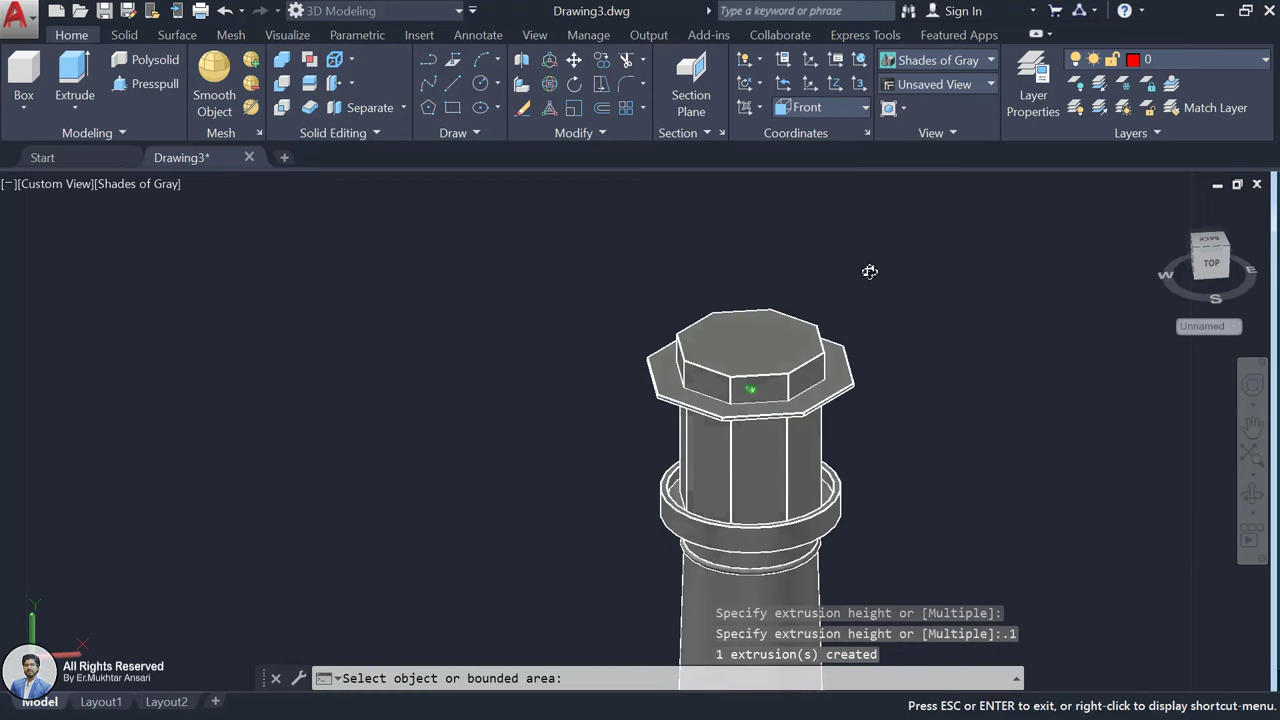 3D Modeling
Drawing3.dwg
Type a keyword or phrase
Sign In
Home Solid Surface Mesh Visualize Parametric Insert Annotate View Manage Output Add-ins Collaborate Express Tools Featured Apps
Box
Extrude
Polysolid
Presspull
Smooth
Object
Separate
Section
Plane
Front
Shades of Gray
Unsaved View
Layer
Properties
0
Match Layer
Modeling Mesh Solid Editing Draw Modify Section Coordinates View Layers
Start
Drawing3*
[−][Custom View][Shades of Gray]
BACK
TOP
W
E
S
Unnamed
Y
X
Specify extrusion height or [Multiple]:
Specify extrusion height or [Multiple]:.1
1 extrusion(s) created
Select object or bounded area:
All Rights Reserved
By Er.Mukhtar Ansari
Model Layout1 Layout2
Press ESC or ENTER to exit, or right-click to display shortcut-menu.